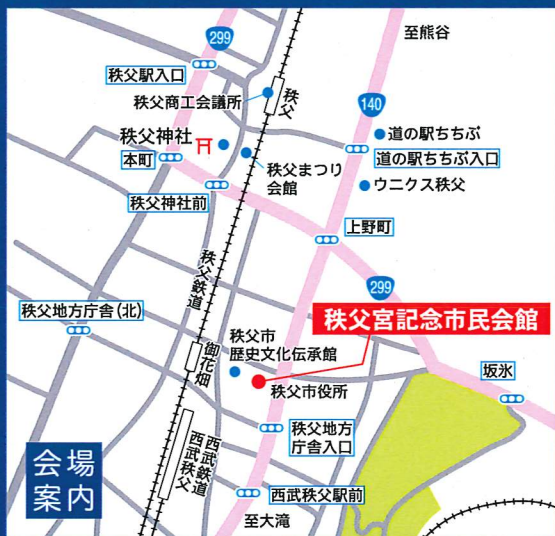 299
至熊谷
秩父駅入口
秩父商工会議所
秩父
140
道の駅ちちぶ
道の駅ちちぶ入口
秩父神社
本町
秩父まつり
会館
ウニクス秩父
秩父神社前
上野町
秩父鉄道
299
秩父宮記念市民会館
秩父地方庁舎(北)
御花畑
秩父市
歴史文化伝承館
秩父市役所
坂氷
秩父地方
庁舎入口
西武鉄道
西武秩父
西武秩父駅前
至大滝
会場
案内